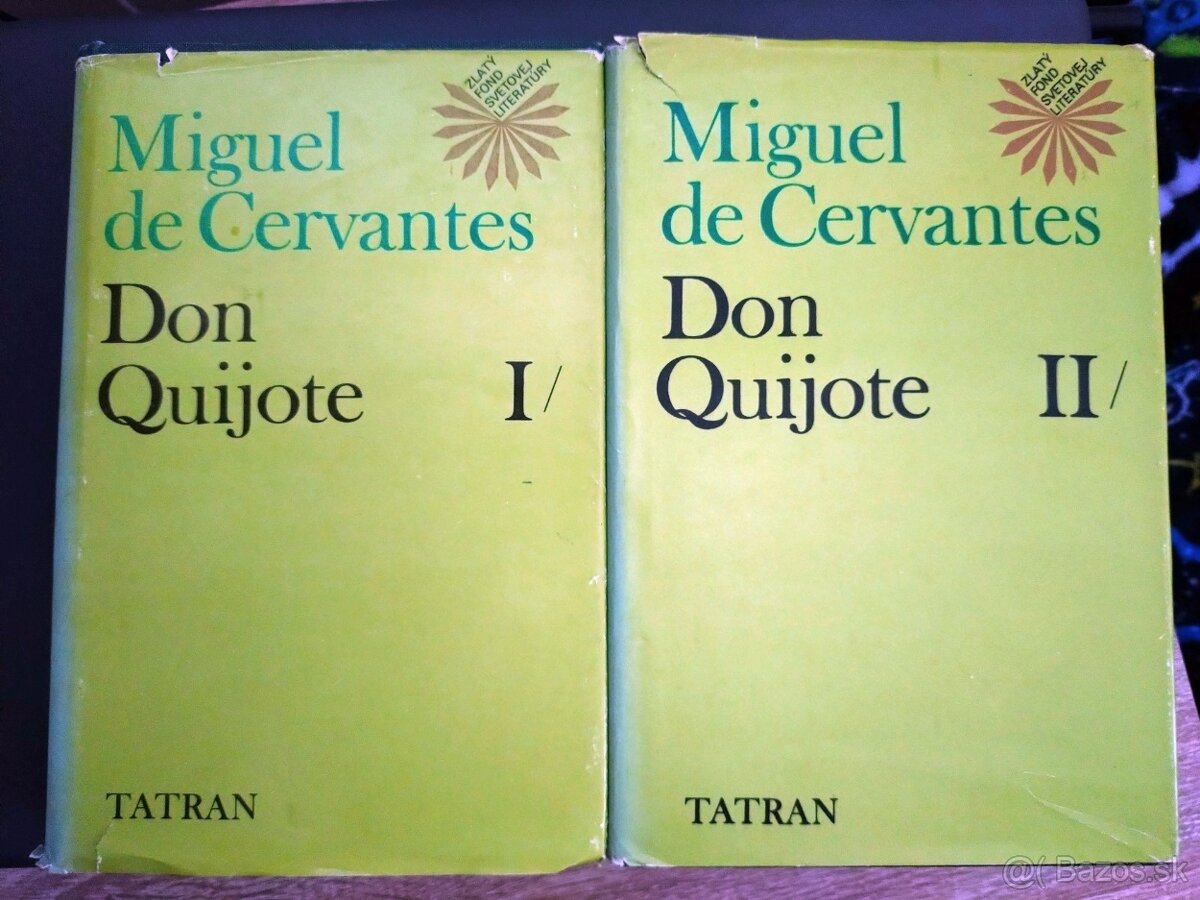 ZLATÝ
FOND
SVETOVEJ
LITERATÚRY
Miguel
de Cervantes
Don
Quijote I/
TATRAN
ZLATÝ
FOND
SVETOVEJ
LITERATÚRY
Miguel
de Cervantes
Don
Quijote II/
TATRAN
@( Bazos.sk